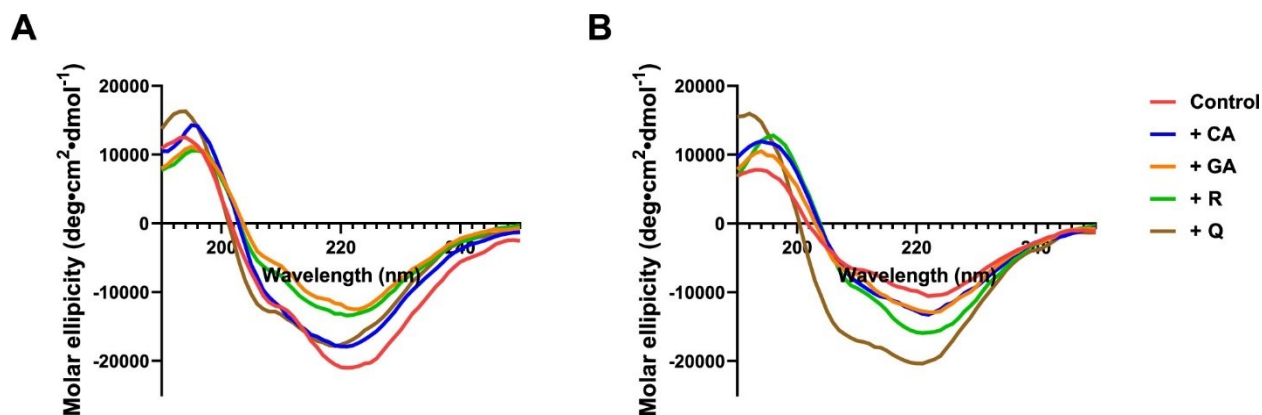 A
Molar ellipicity (deg•cm²•dmol⁻¹)
20000
10000
0
-10000
-20000
200
220
240
Wavelength (nm)
B
Molar ellipicity (deg•cm²•dmol⁻¹)
20000
10000
0
-10000
-20000
200
220
240
Wavelength (nm)
Control
+ CA
+ GA
+ R
+ Q